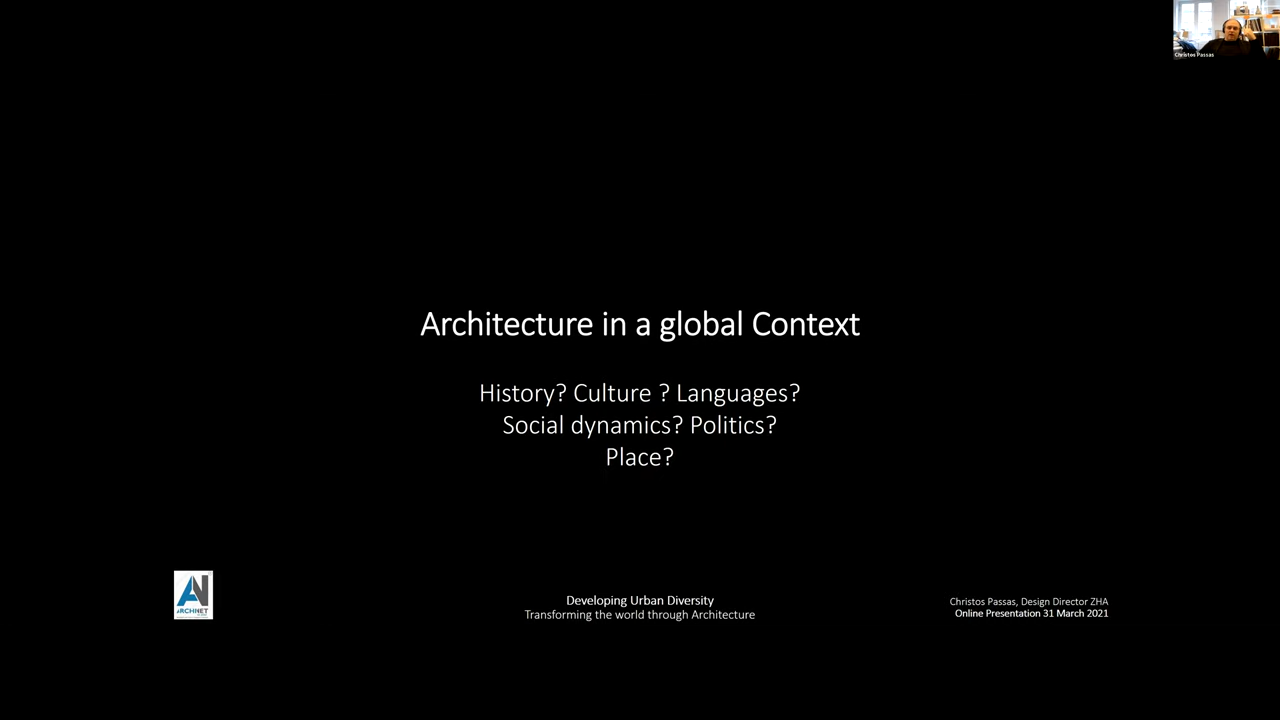 Christos Passas
Architecture in a global Context
History? Culture ? Languages?
Social dynamics? Politics?
Place?
AN
ARCHNET
Developing Urban Diversity
Transforming the world through Architecture
Christos Passas, Design Director ZHA
Online Presentation 31 March 2021